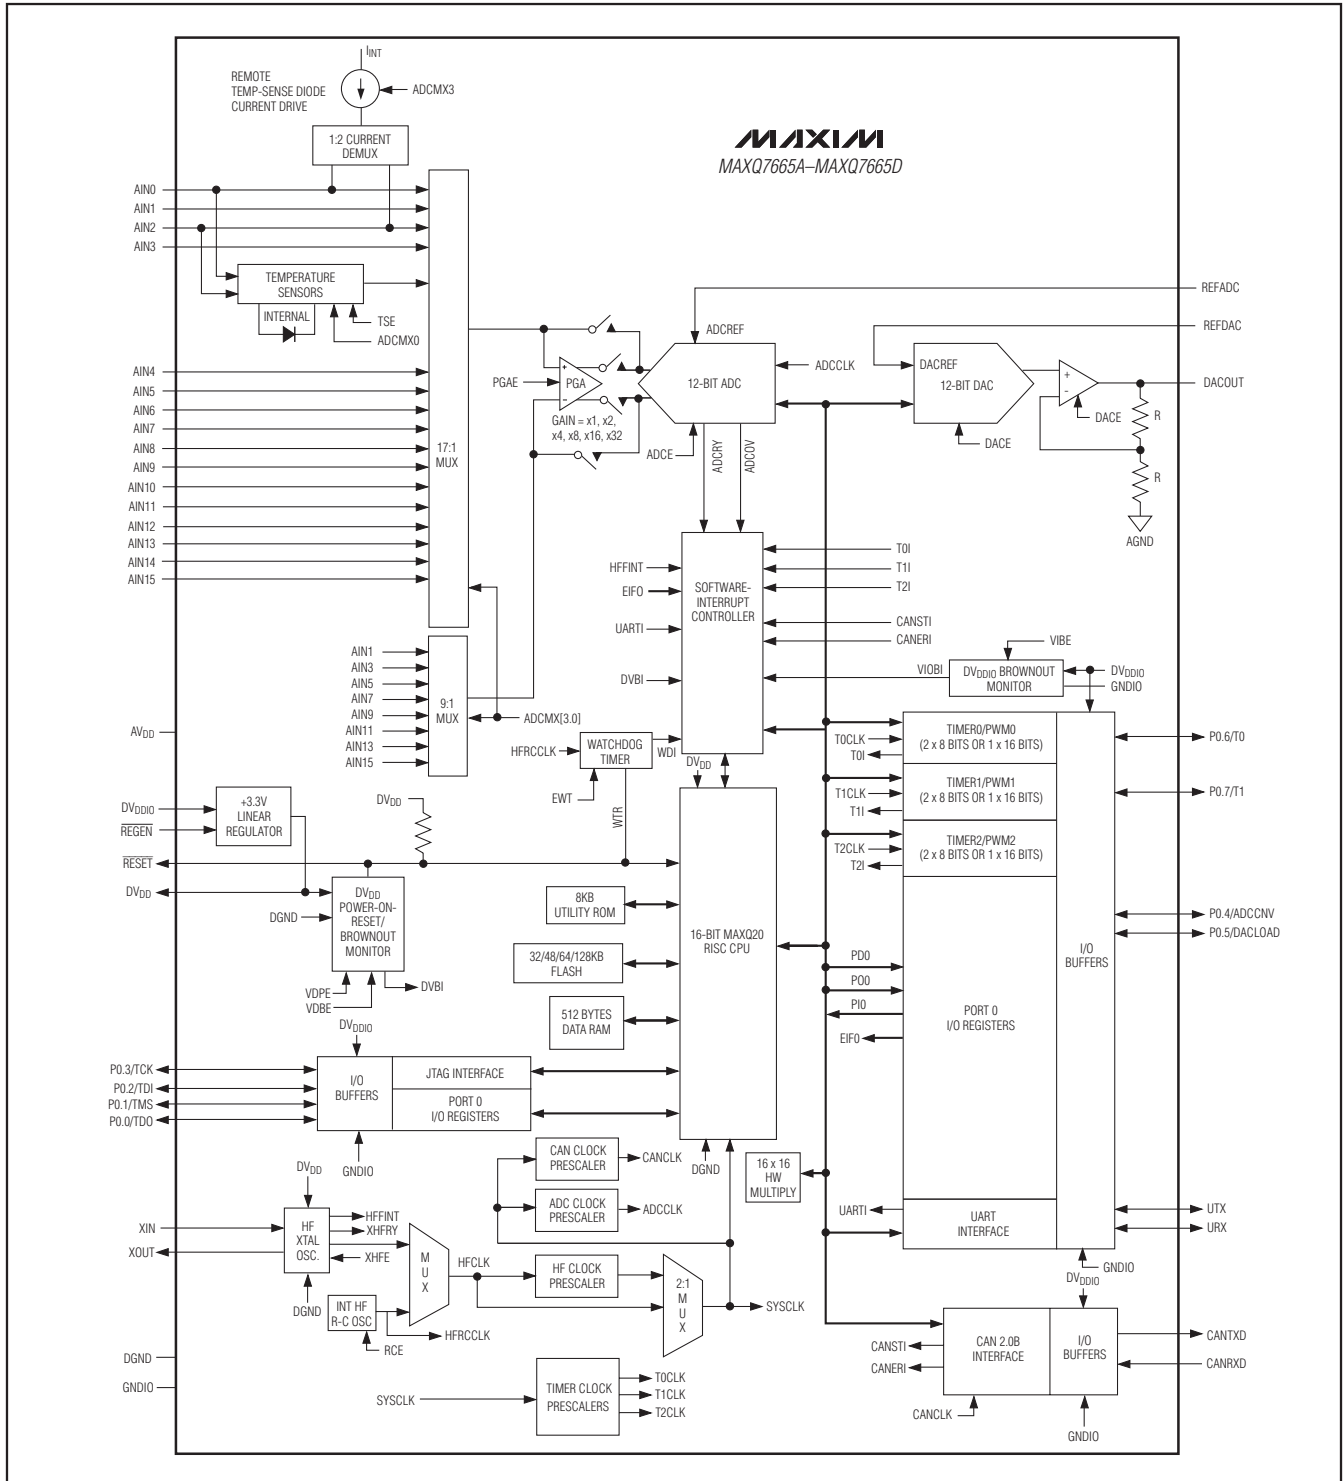 IINT
REMOTE
TEMP-SENSE DIODE
CURRENT DRIVE
ADCMX3
1:2 CURRENT
DEMUX
MAXIM
MAXQ7665A–MAXQ7665D
AIN0
AIN1
AIN2
AIN3
TEMPERATURE
SENSORS
INTERNAL
TSE
ADCMX0
AIN4
AIN5
AIN6
AIN7
AIN8
AIN9
AIN10
AIN11
AIN12
AIN13
AIN14
AIN15
17:1
MUX
PGAE
+
PGA
−
GAIN = x1, x2,
x4, x8, x16, x32
ADCREF
12-BIT ADC
ADCCLK
ADCE
ADCRY
ADCOV
REFADC
REFDAC
DACREF
12-BIT DAC
DACE
+
-
DACE
DACOUT
R
R
AGND
HFFINT
EIFO
UARTI
DVBI
SOFTWARE-
INTERRUPT
CONTROLLER
T0I
T1I
T2I
CANSTI
CANERI
VIOBI
VIBE
DVDDIO BROWNOUT
MONITOR
DVDDIO
GNDIO
AIN1
AIN3
AIN5
AIN7
AIN9
AIN11
AIN13
AIN15
9:1
MUX
ADCMX[3.0]
AVDD
HFRCCLK
WATCHDOG
TIMER
WDI
EWT
WTR
DVDD
DVDDIO
REGEN
+3.3V
LINEAR
REGULATOR
DVDD
RESET
DVDD
DGND
DVDD
POWER-ON-
RESET/
BROWNOUT
MONITOR
VDPE
VDBE
DVBI
8KB
UTILITY ROM
32/48/64/128KB
FLASH
512 BYTES
DATA RAM
16-BIT MAXQ20
RISC CPU
TIMER0/PWM0
(2 x 8 BITS OR 1 x 16 BITS)
T0CLK
T0I
TIMER1/PWM1
(2 x 8 BITS OR 1 x 16 BITS)
T1CLK
T1I
TIMER2/PWM2
(2 x 8 BITS OR 1 x 16 BITS)
T2CLK
T2I
P0.6/T0
P0.7/T1
P0.4/ADCCNV
P0.5/DACLOAD
I/O
BUFFERS
PD0
PO0
PI0
EIF0
PORT 0
I/O REGISTERS
DVDDIO
P0.3/TCK
P0.2/TDI
P0.1/TMS
P0.0/TDO
I/O
BUFFERS
JTAG INTERFACE
PORT 0
I/O REGISTERS
GNDIO
DGND
16 x 16
HW
MULTIPLY
CAN CLOCK
PRESCALER
CANCLK
ADC CLOCK
PRESCALER
ADCCLK
UARTI
UART
INTERFACE
UTX
URX
GNDIO
DVDD
XIN
XOUT
HF
XTAL
OSC.
HFFINT
XHFRY
XHFE
DGND
INT HF
R-C OSC
RCE
HFRCCLK
M
U
X
HFCLK
HF CLOCK
PRESCALER
2:1
M
U
X
SYSCLK
DVDDIO
CAN 2.0B
INTERFACE
I/O
BUFFERS
CANSTI
CANERI
CANTXD
CANRXD
CANCLK
GNDIO
DGND
GNDIO
SYSCLK
TIMER CLOCK
PRESCALERS
T0CLK
T1CLK
T2CLK